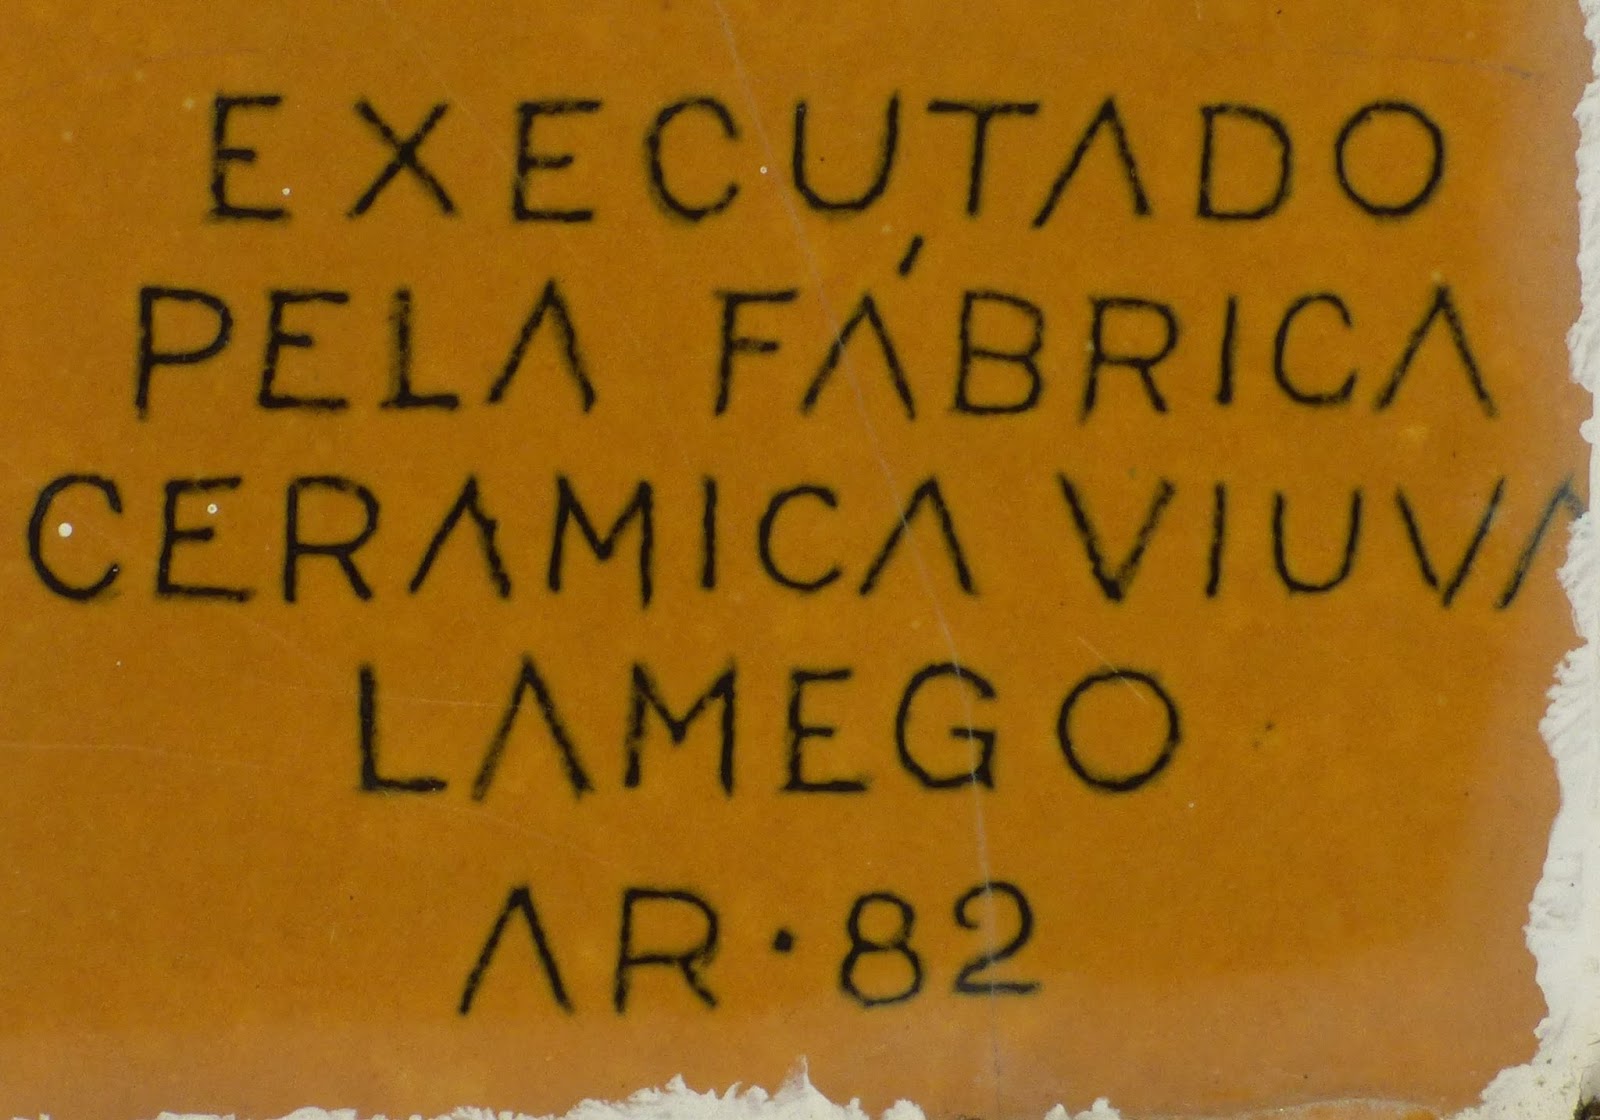 EXECUTADO
PELA FÁBRICA
CERAMICA VIUVA
LAMEGO
AR·82